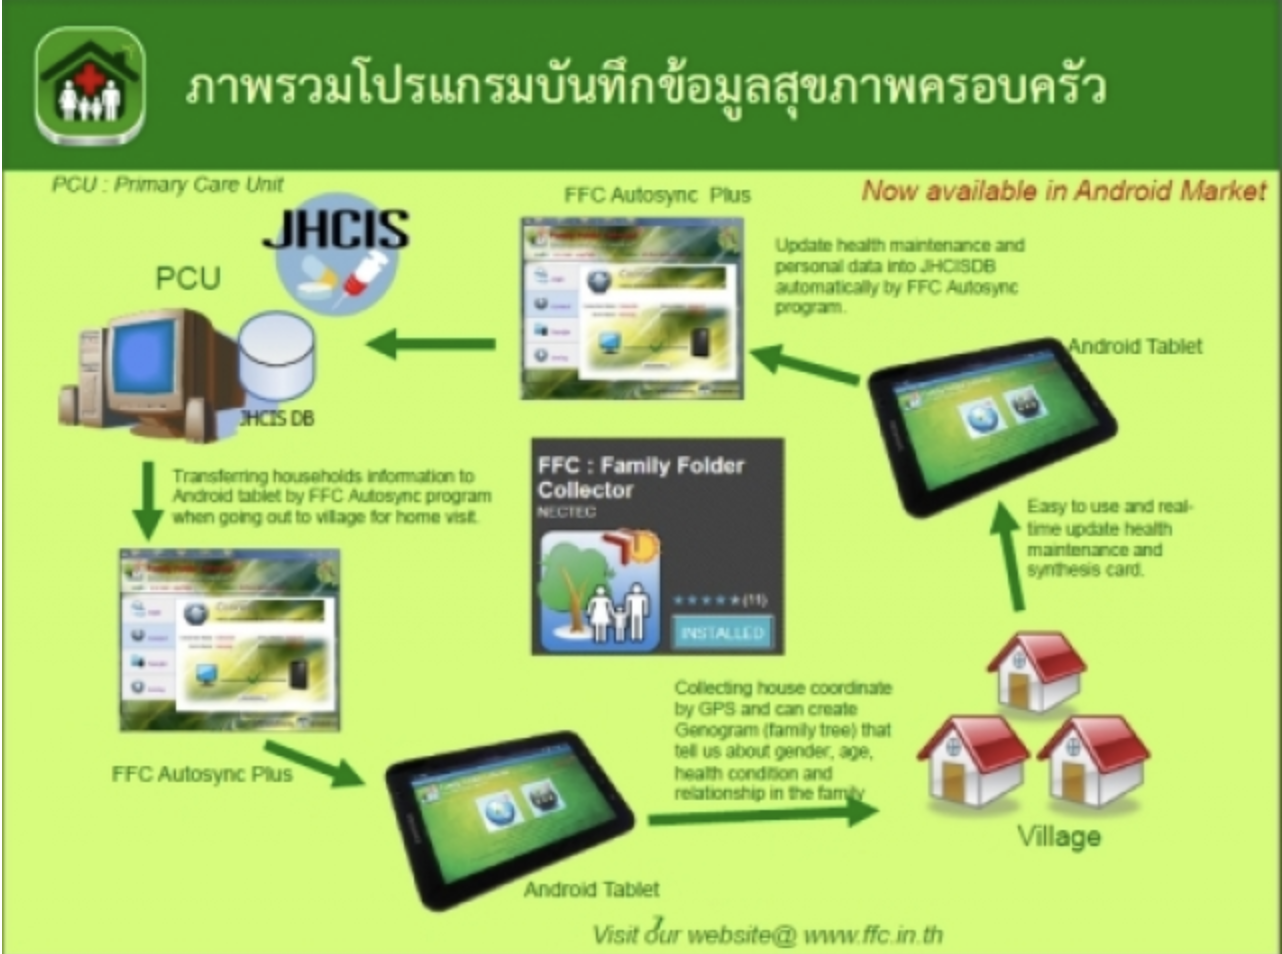 ภาพรวมโปรแกรมบันทึกข้อมูลสุขภาพครอบครัว
PCU : Primary Care Unit
FFC Autosync Plus
Now available in Android Market
JHCIS
PCU
JHCIS DB
Update health maintenance and
personal data into JHCISDB
automatically by FFC Autosync
program.
Android Tablet
Transferring households information to
Android tablet by FFC Autosync program
when going out to village for home visit.
FFC : Family Folder
Collector
NECTEC
(11)
INSTALLED
Easy to use and real-
time update health
maintenance and
synthesis card.
FFC Autosync Plus
Collecting house coordinate
by GPS and can create
Genogram (family tree) that
tell us about gender, age,
health condition and
relationship in the family
Village
Android Tablet
7
Visit our website@ www.ffc.in.th